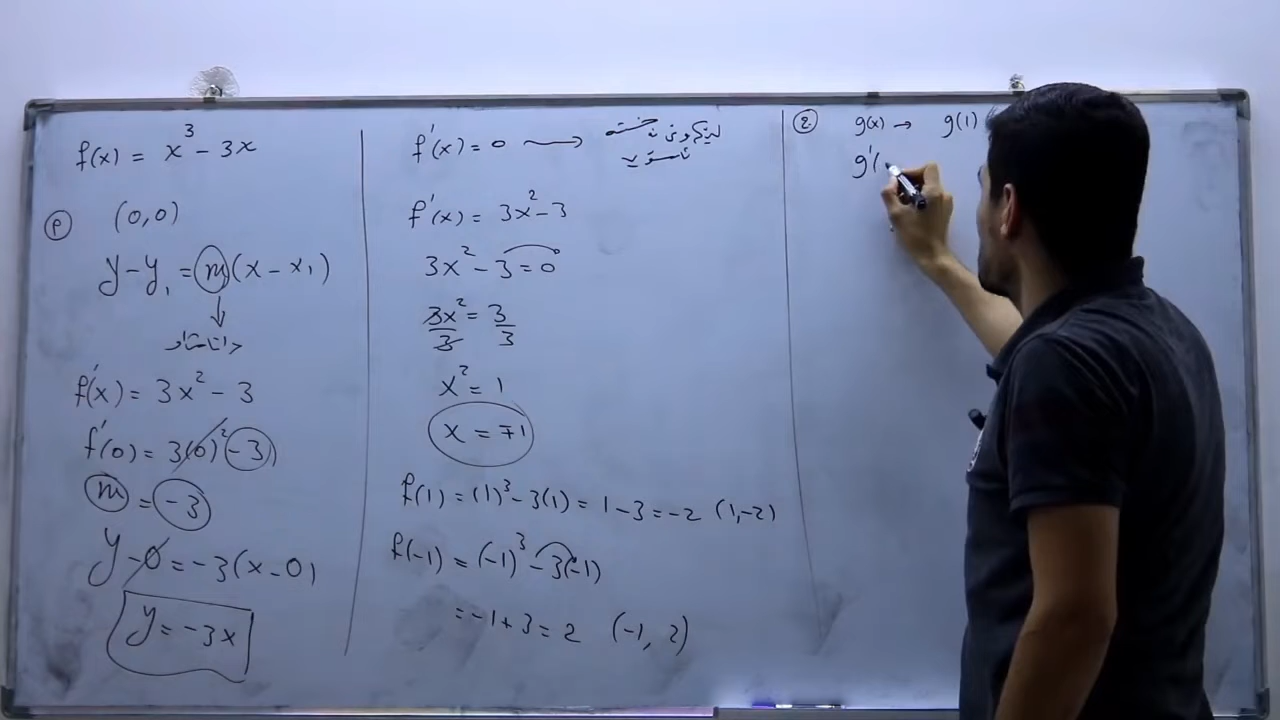 f(x) = x³ - 3x
(0,0)
y - y₁ = m(x - x₁)
f'(x) = 3x² - 3
f'(0) = 3(0)² - 3
m = -3
y - 0 = -3(x - 0)
y = -3x
f'(x) = 0
f'(x) = 3x² - 3
3x² - 3 = 0
3x²/3 = 3/3
x² = 1
x = ∓1
f(1) = (1)³ - 3(1) = 1 - 3 = -2 (1,-2)
f(-1) = (-1)³ - 3(-1)
= -1 + 3 = 2 (-1, 2)
② g(x) → g(1)
g'(